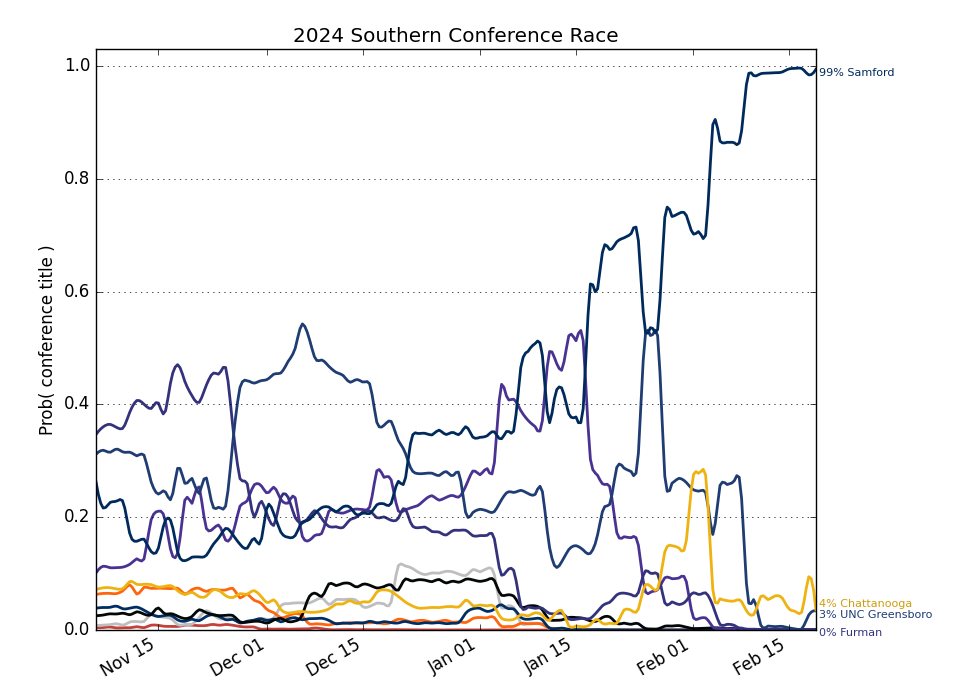 2024 Southern Conference Race
Prob( conference title )
1.0
0.8
0.6
0.4
0.2
0.0
Nov 15
Dec 01
Dec 15
Jan 01
Jan 15
Feb 01
Feb 15
99% Samford
4% Chattanooga
3% UNC Greensboro
0% Furman